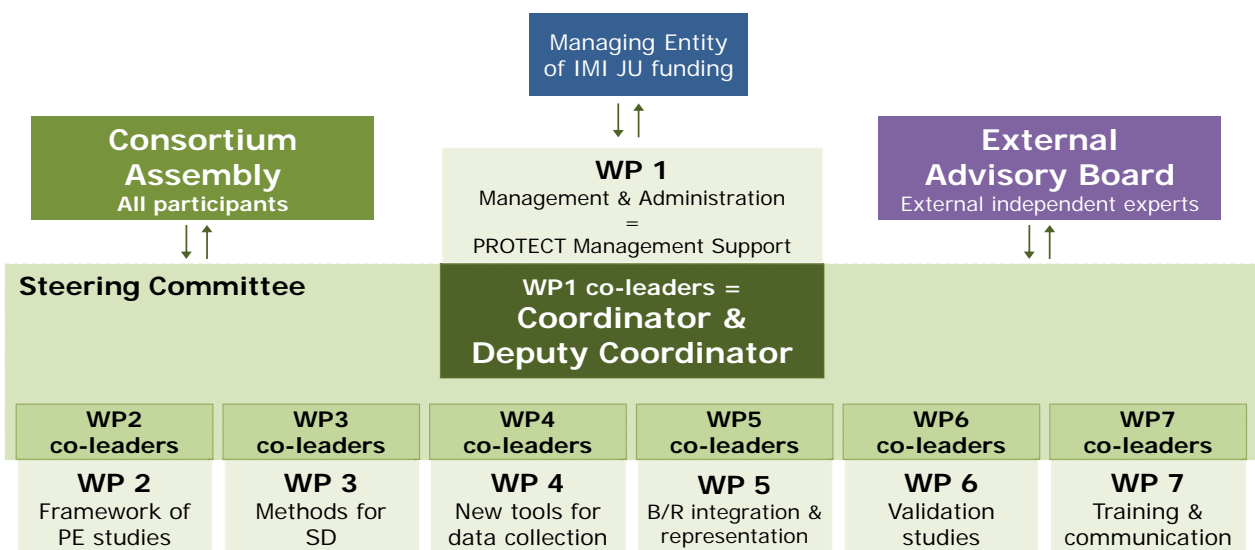 Managing Entity
of IMI JU funding
Consortium
Assembly
All participants
WP 1
Management & Administration
=
PROTECT Management Support
External
Advisory Board
External independent experts
Steering Committee
WP1 co-leaders =
Coordinator &
Deputy Coordinator
WP2
co-leaders
WP3
co-leaders
WP4
co-leaders
WP5
co-leaders
WP6
co-leaders
WP7
co-leaders
WP 2
Framework of
PE studies
WP 3
Methods for
SD
WP 4
New tools for
data collection
WP 5
B/R integration &
representation
WP 6
Validation
studies
WP 7
Training &
communication